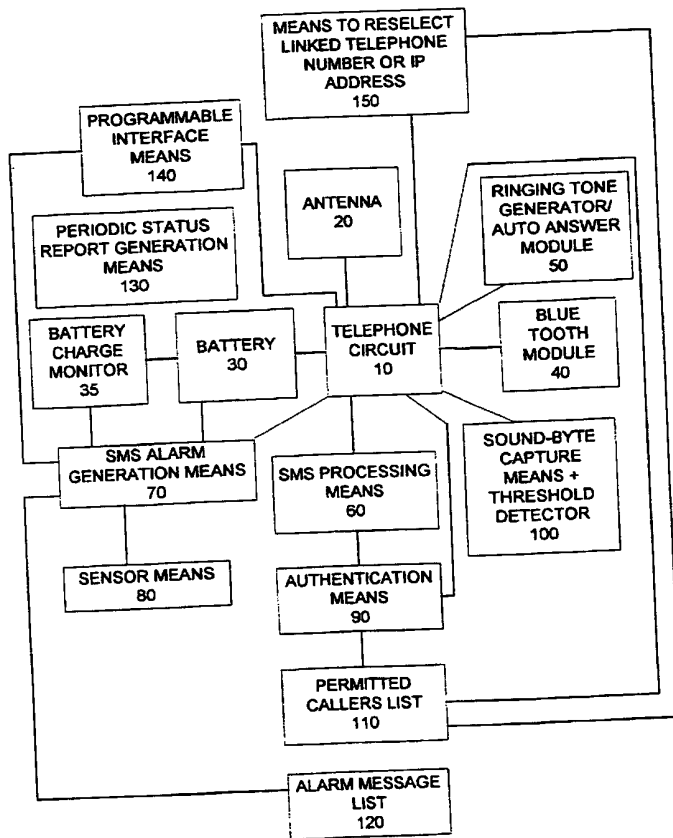 MEANS TO RESELECT
LINKED TELEPHONE
NUMBER OR IP
ADDRESS
150
PROGRAMMABLE
INTERFACE
MEANS
140
ANTENNA
20
RINGING TONE
GENERATOR/
AUTO ANSWER
MODULE
50
PERIODIC STATUS
REPORT GENERATION
MEANS
130
BATTERY
CHARGE
MONITOR
35
BATTERY
30
TELEPHONE
CIRCUIT
10
BLUE
TOOTH
MODULE
40
SMS ALARM
GENERATION MEANS
70
SMS PROCESSING
MEANS
60
SOUND-BYTE
CAPTURE
MEANS +
THRESHOLD
DETECTOR
100
SENSOR MEANS
80
AUTHENTICATION
MEANS
90
PERMITTED
CALLERS LIST
110
ALARM MESSAGE
LIST
120